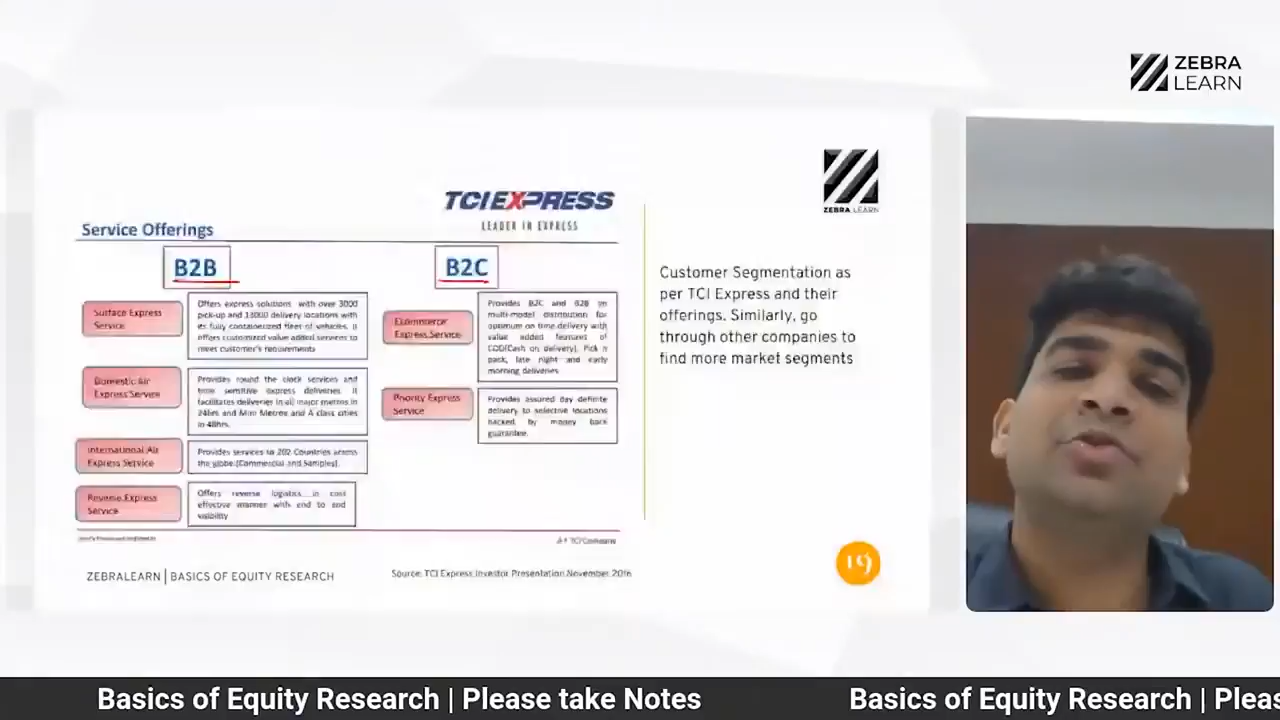 ZEBRA
LEARN
ZEBRA LEARN
TCIEXPRESS
LEADER IN EXPRESS
Service Offerings
B2B
B2C
Surface Express
Service
Offers express solutions with over 3000
pick-up and 13000 delivery locations with
its fully containerized fleet of vehicles. It
offers customized value added services to
meet customer's requirements
Domestic Air
Express Service
Provides round the clock services and
time sensitive express deliveries. It
facilitates deliveries in all major metros in
24hrs and Mini Metros and A class cities
in 48hrs.
International Air
Express Service
Provides services to 202 Countries across
the globe.(Commercial and Samples).
Reverse Express
Service
Offers reverse logistics in cost
effective manner with end to end
visibility
Ecommerce
Express Service
Provides B2C and B2B on
multi-model distribution for
optimum on time delivery with
value added features of
COD(Cash on delivery). Pick n
pack, late night and early
morning deliveries
Priority Express
Service
Provides assured day definite
delivery to selective locations
backed by money back
guarantee.
Customer Segmentation as
per TCI Express and their
offerings. Similarly, go
through other companies to
find more market segments
A TCI Company
ZEBRALEARN | BASICS OF EQUITY RESEARCH
Source: TCI Express Investor Presentation November 2016
19
Basics of Equity Research | Please take Notes
Basics of Equity Research | Pleas